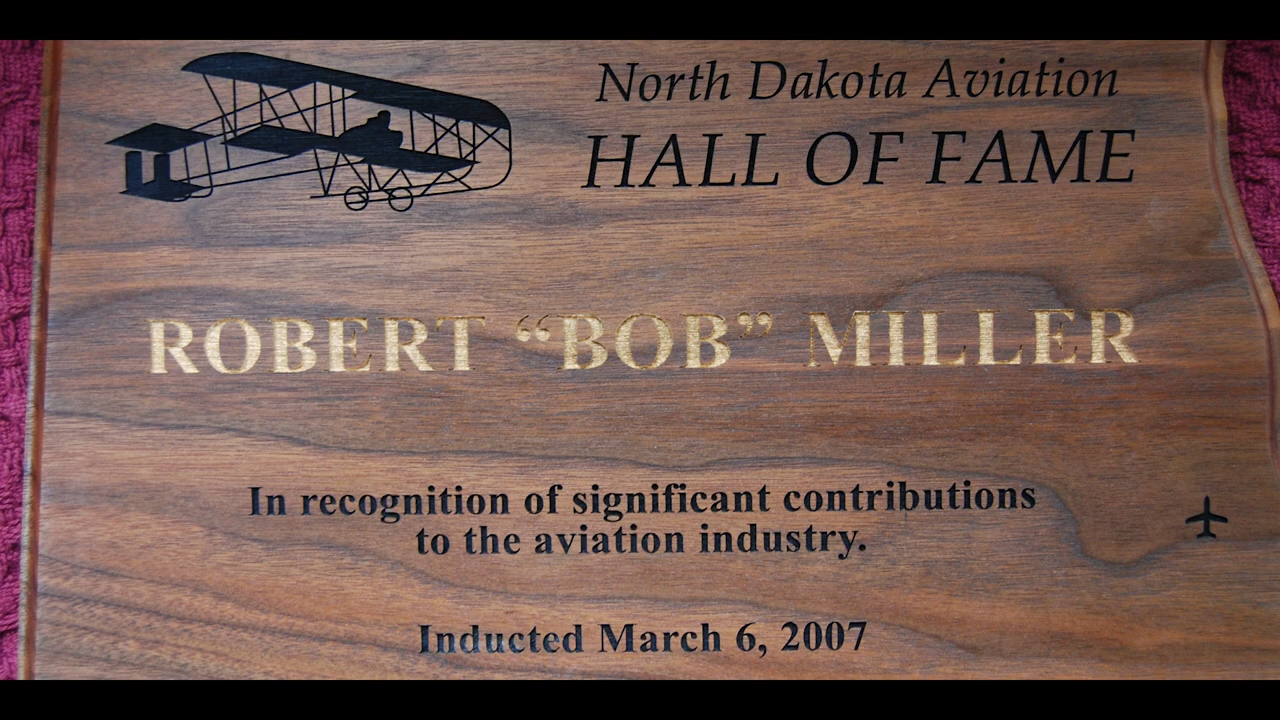 North Dakota Aviation
HALL OF FAME
ROBERT “BOB” MILLER
In recognition of significant contributions
to the aviation industry.
Inducted March 6, 2007